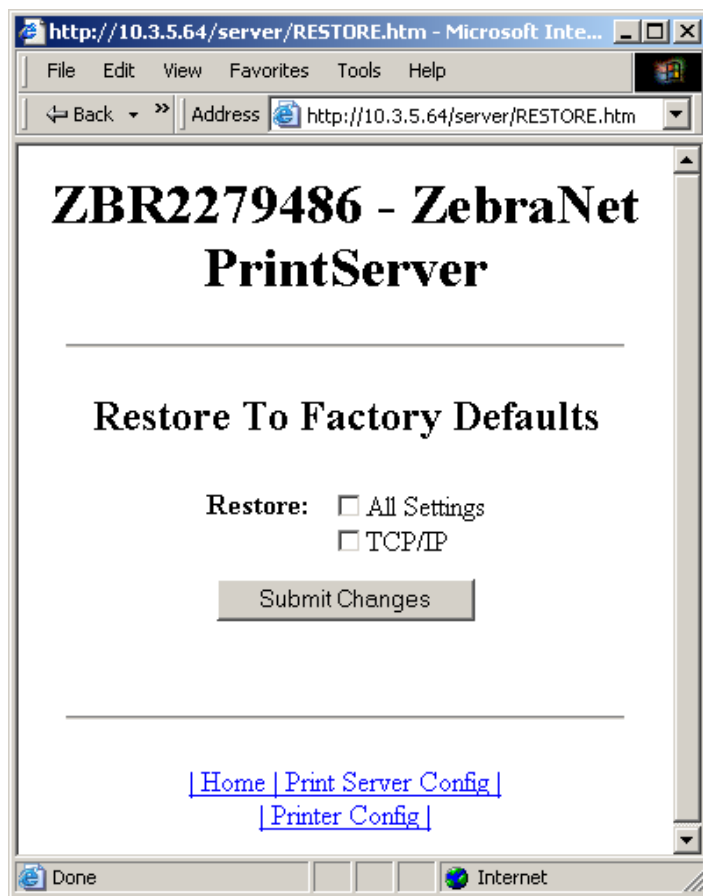 http://10.3.5.64/server/RESTORE.htm - Microsoft Inte...
File Edit View Favorites Tools Help
Back » Address http://10.3.5.64/server/RESTORE.htm
ZBR2279486 - ZebraNet
PrintServer
Restore To Factory Defaults
Restore: All Settings
TCP/IP
Submit Changes
| Home | Print Server Config |
| Printer Config |
Done Internet